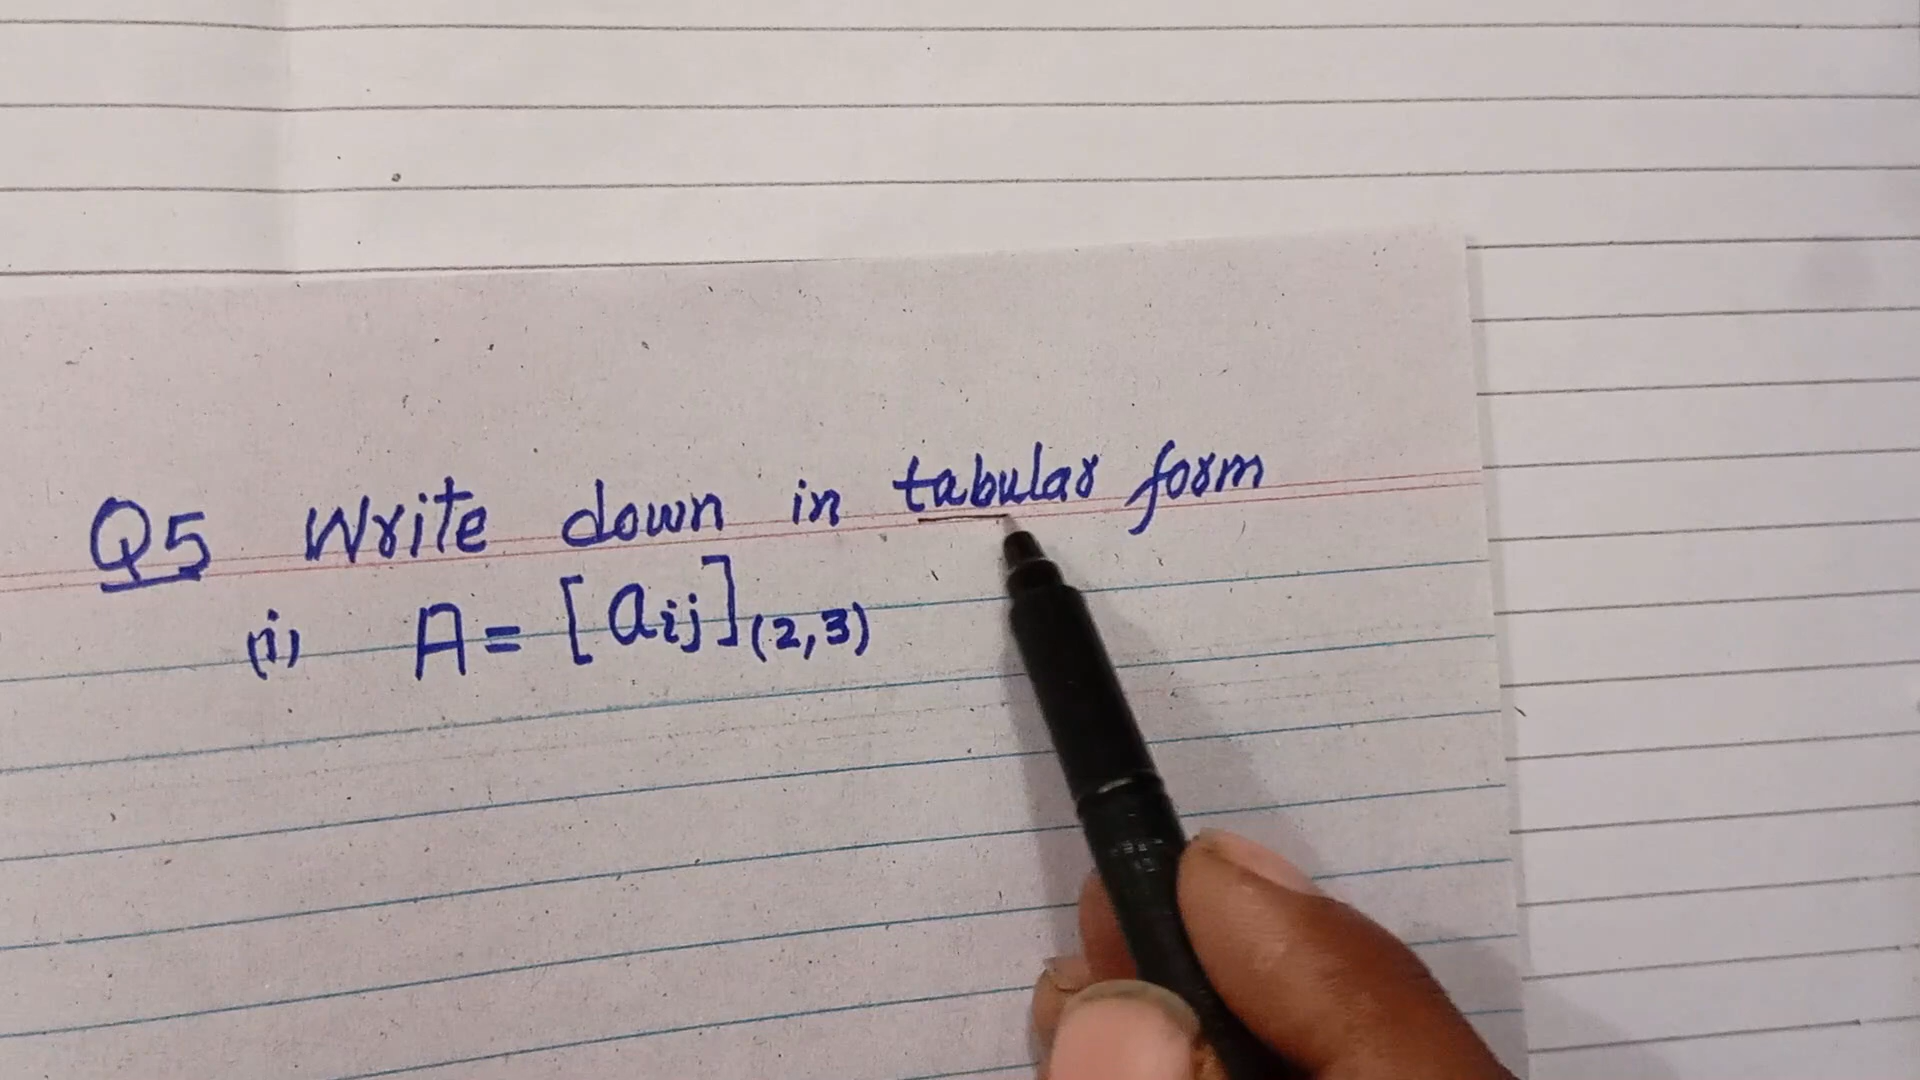 Q5 Write down in tabular form
(i) A = [aij](2,3)